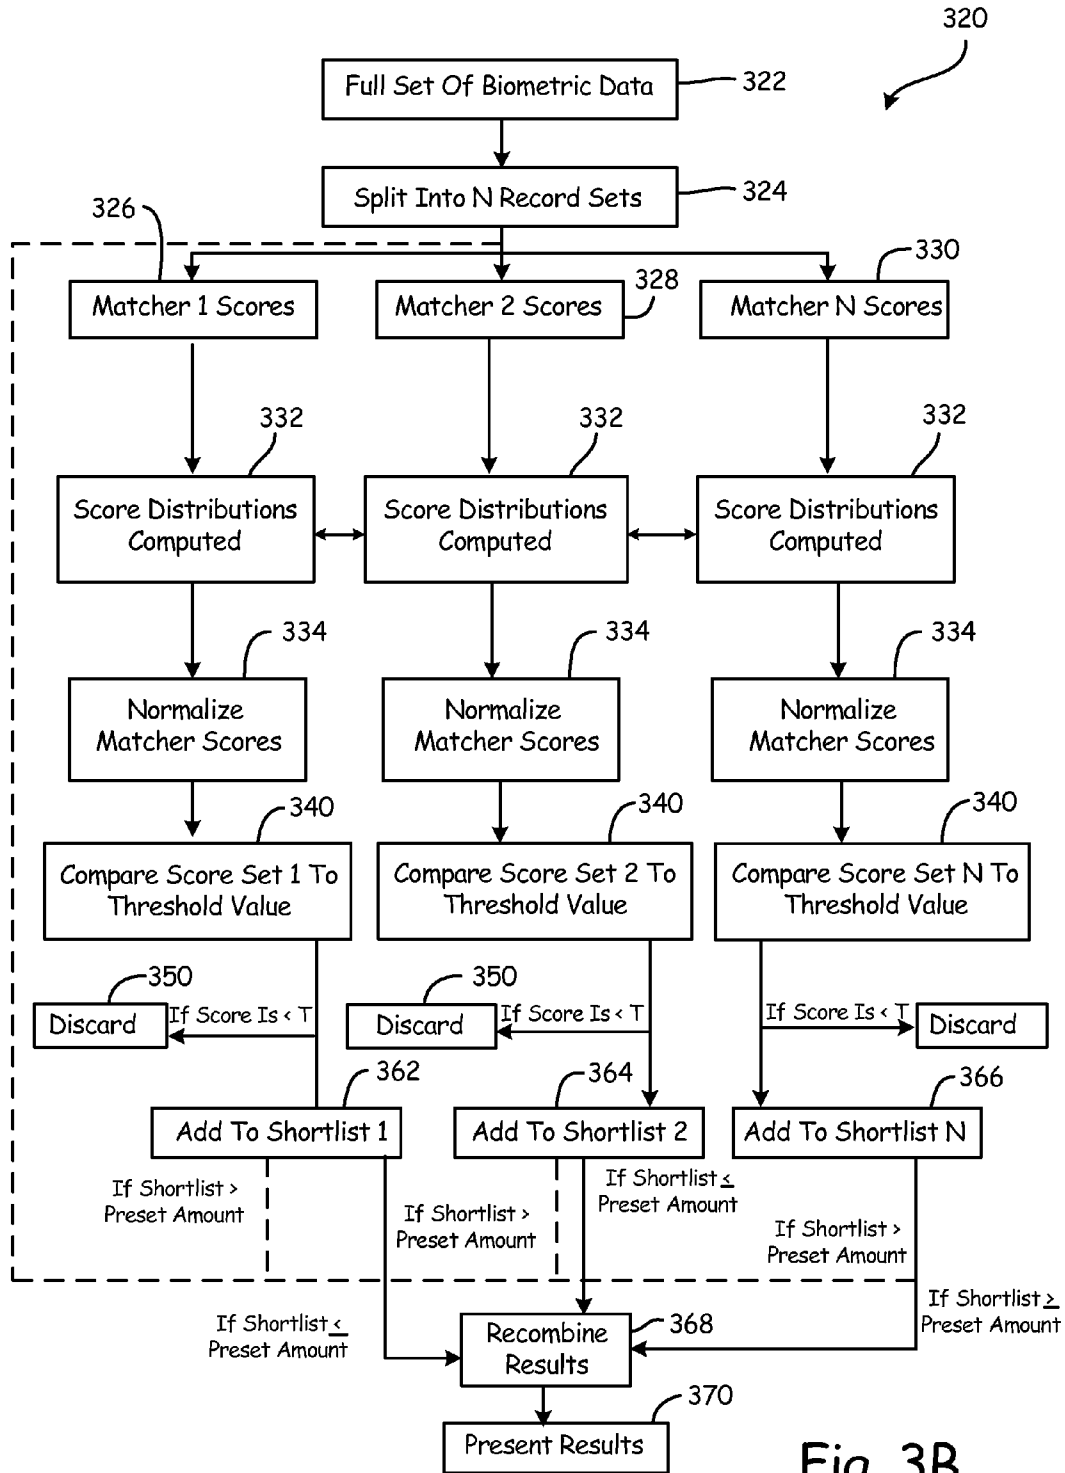 320
Full Set Of Biometric Data
322
Split Into N Record Sets
324
326
330
328
Matcher 1 Scores
Matcher 2 Scores
Matcher N Scores
332
332
332
Score Distributions
Computed
Score Distributions
Computed
Score Distributions
Computed
334
334
334
Normalize
Matcher Scores
Normalize
Matcher Scores
Normalize
Matcher Scores
340
340
340
Compare Score Set 1 To
Threshold Value
Compare Score Set 2 To
Threshold Value
Compare Score Set N To
Threshold Value
350
350
Discard
If Score Is < T
Discard
If Score Is < T
If Score Is < T
Discard
362
364
366
Add To Shortlist 1
Add To Shortlist 2
Add To Shortlist N
If Shortlist >
Preset Amount
If Shortlist >
Preset Amount
If Shortlist ≤
Preset Amount
If Shortlist >
Preset Amount
If Shortlist ≤
Preset Amount
If Shortlist ≥
Preset Amount
Recombine
Results
368
370
Present Results
Fig. 3B